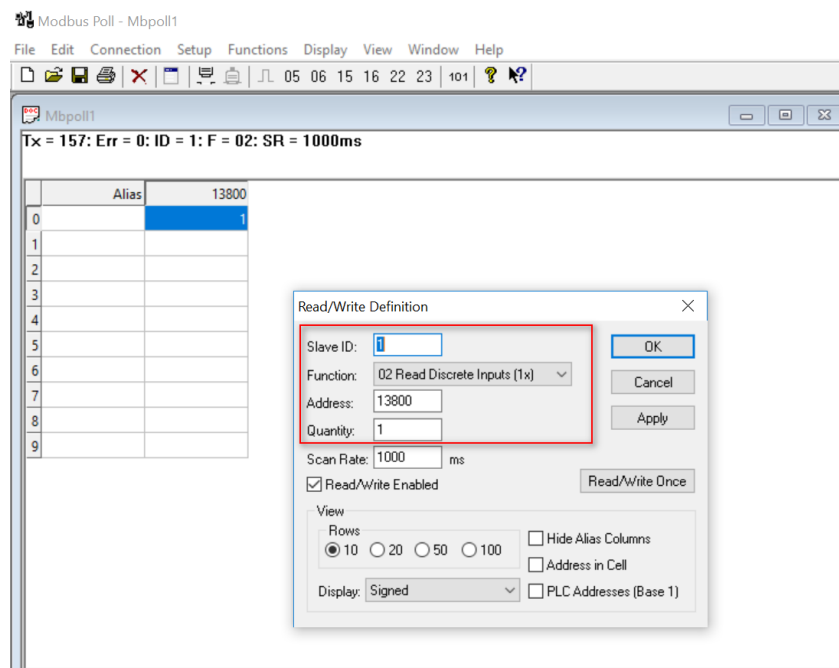 Modbus Poll - Mbpoll1
File Edit Connection Setup Functions Display View Window Help
05 06 15 16 22 23 101
Mbpoll1
Tx = 157: Err = 0: ID = 1: F = 02: SR = 1000ms
Alias 13800
0 1
1
2
3
4
5
6
7
8
9
Read/Write Definition
Slave ID: 1 OK
Function: 02 Read Discrete Inputs (1x) Cancel
Address: 13800
Quantity: 1 Apply
Scan Rate: 1000 ms
Read/Write Enabled Read/Write Once
View
Rows
10 20 50 100 Hide Alias Columns
Address in Cell
Display: Signed PLC Addresses (Base 1)